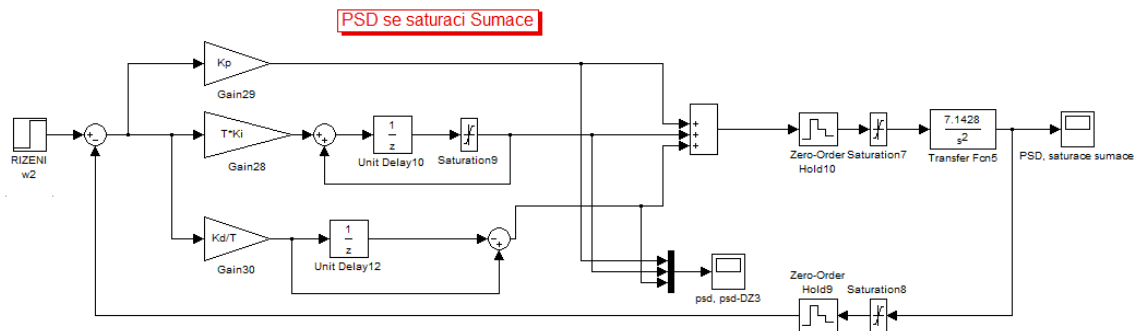 PSD se saturaci Sumace
Kp
Gain29
RIZENI
w2
T*Ki
Gain28
1
z
Unit Delay10
Saturation9
Kd/T
Gain30
1
z
Unit Delay12
+
+
+
Zero-Order
Hold10
Saturation7
7.1428
s2
Transfer Fcn5
PSD, saturace sumace
psd, psd-DZ3
Zero-Order
Hold9
Saturation8